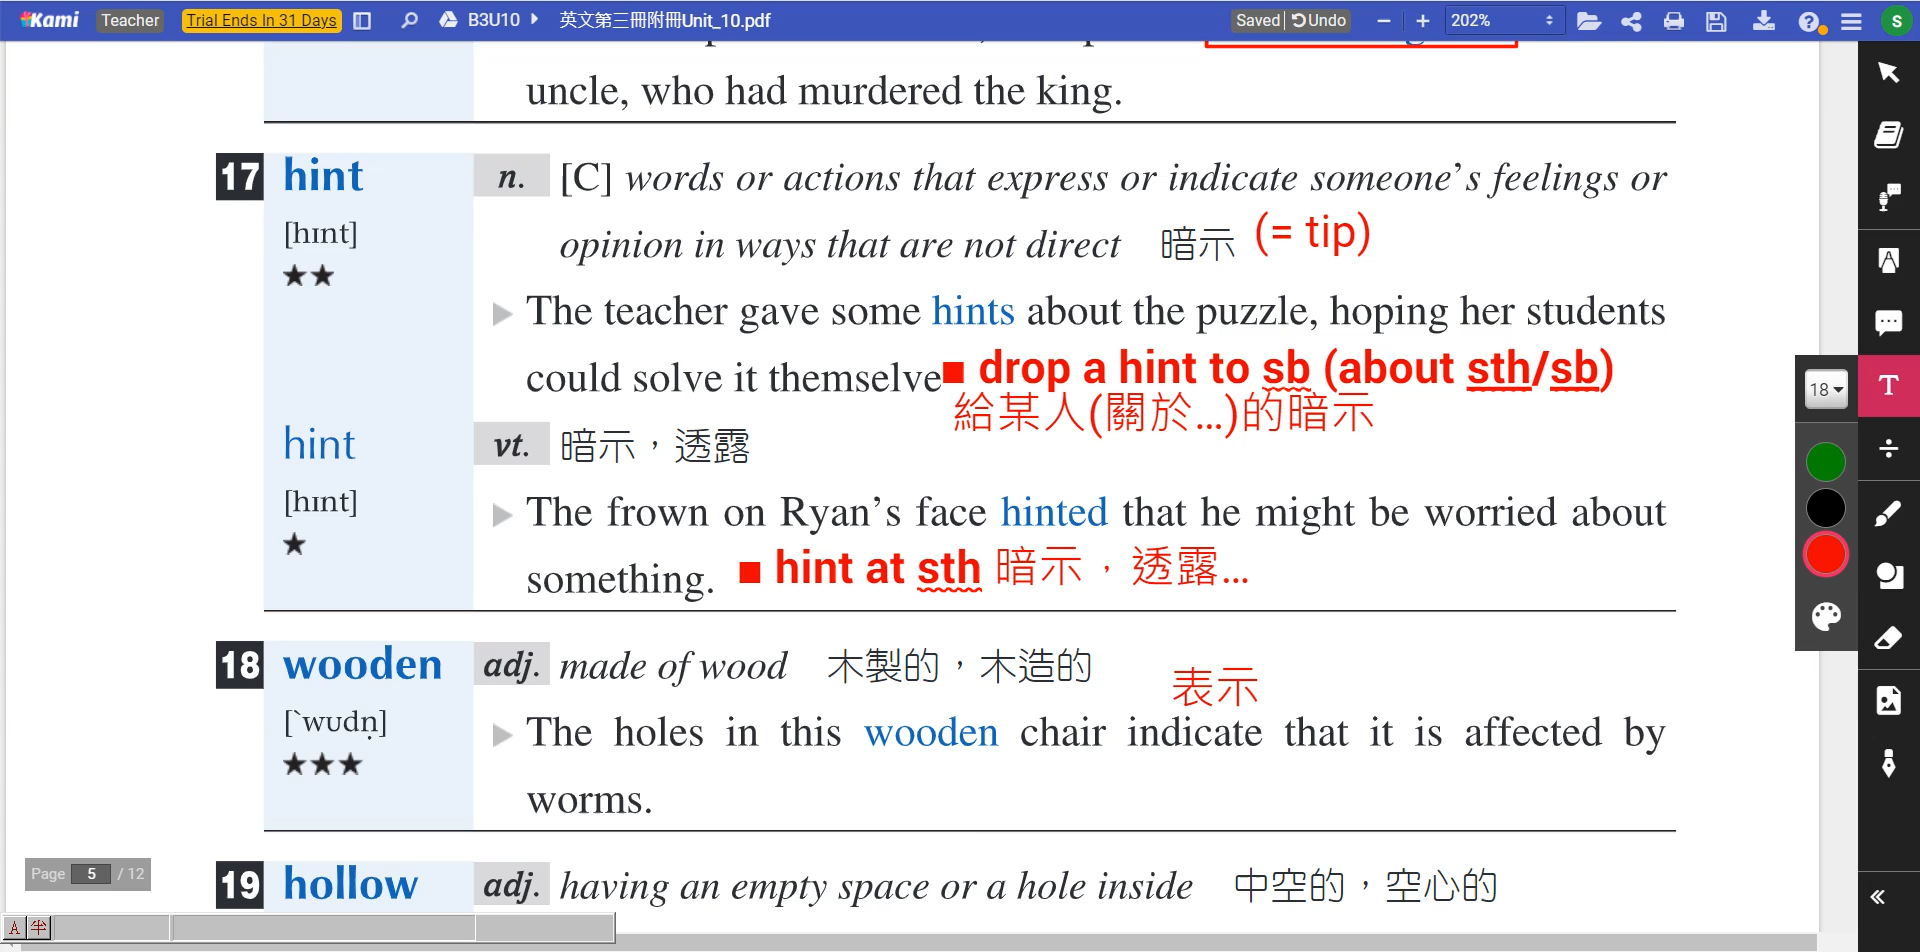 Kami Teacher Trial Ends In 31 Days B3U10 英文第三冊附冊Unit_10.pdf Saved Undo 202% S
uncle, who had murdered the king.
17 hint n. [C] words or actions that express or indicate someone's feelings or
[hɪnt] opinion in ways that are not direct 暗示 (= tip)
★★
The teacher gave some hints about the puzzle, hoping her students
could solve it themselve ■ drop a hint to sb (about sth/sb)
給某人(關於...)的暗示
18
T
hint vt. 暗示，透露
[hɪnt] The frown on Ryan's face hinted that he might be worried about
★
something. ■ hint at sth 暗示，透露...
18 wooden adj. made of wood 木製的，木造的
表示
[ˋwʊdṇ] The holes in this wooden chair indicate that it is affected by
★★★
worms.
Page 5 / 12
19 hollow adj. having an empty space or a hole inside 中空的，空心的
A 半